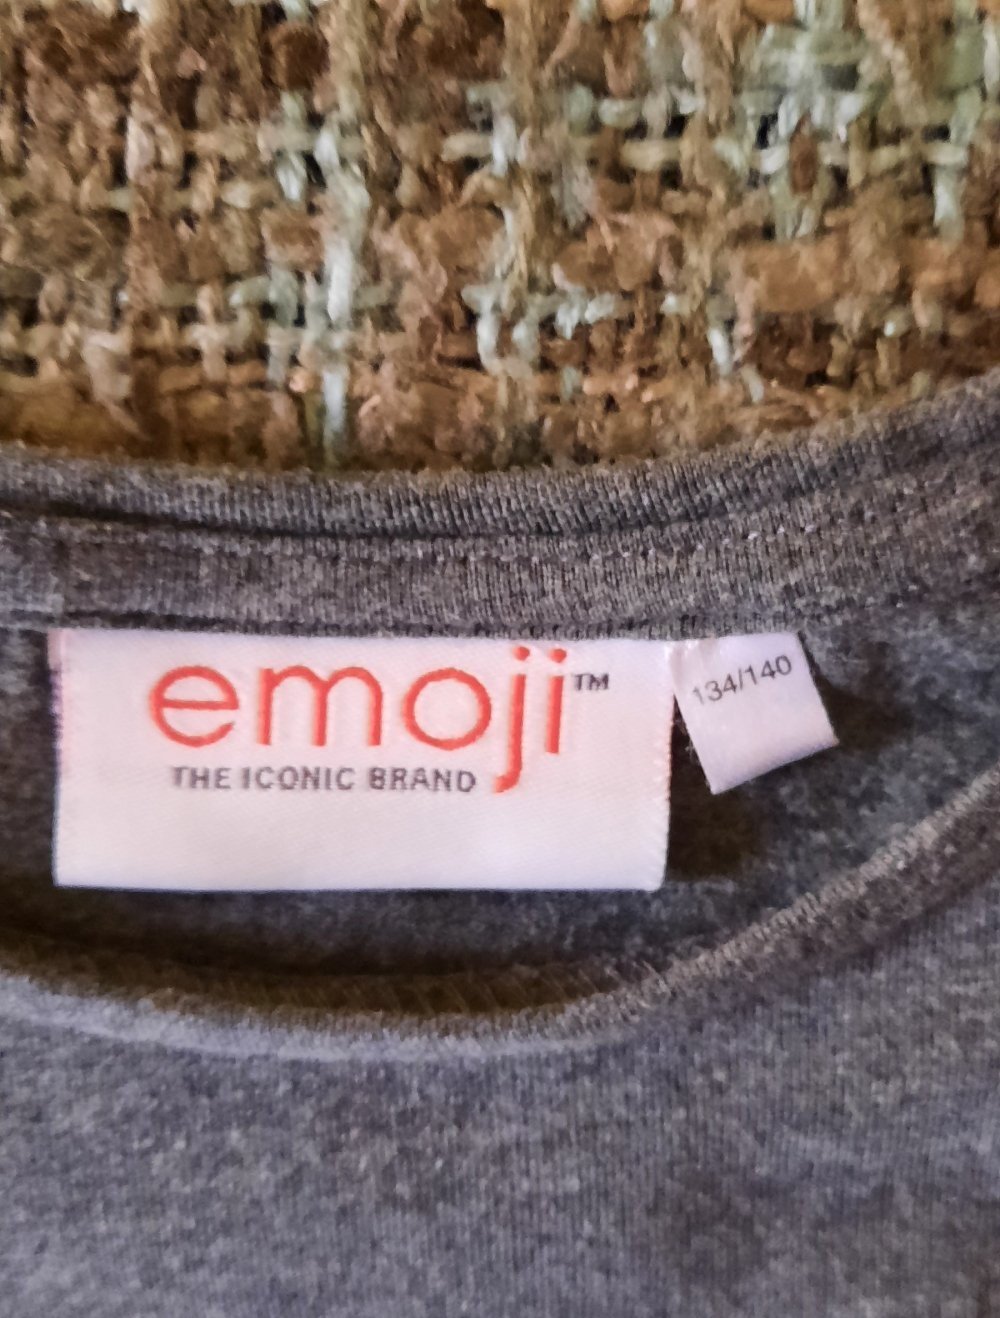 emoji™
THE ICONIC BRAND
134/140